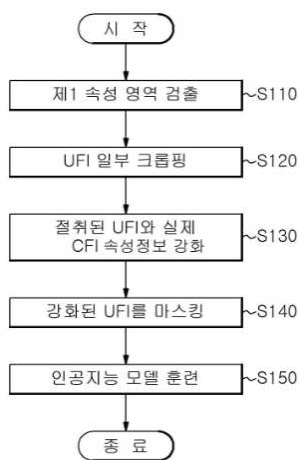 시 작
제1 속성 영역 검출
S110
UFI 일부 크롭핑
S120
절취된 UFI와 실제
CFI 속성정보 강화
S130
강화된 UFI를 마스킹
S140
인공지능 모델 훈련
S150
종 료